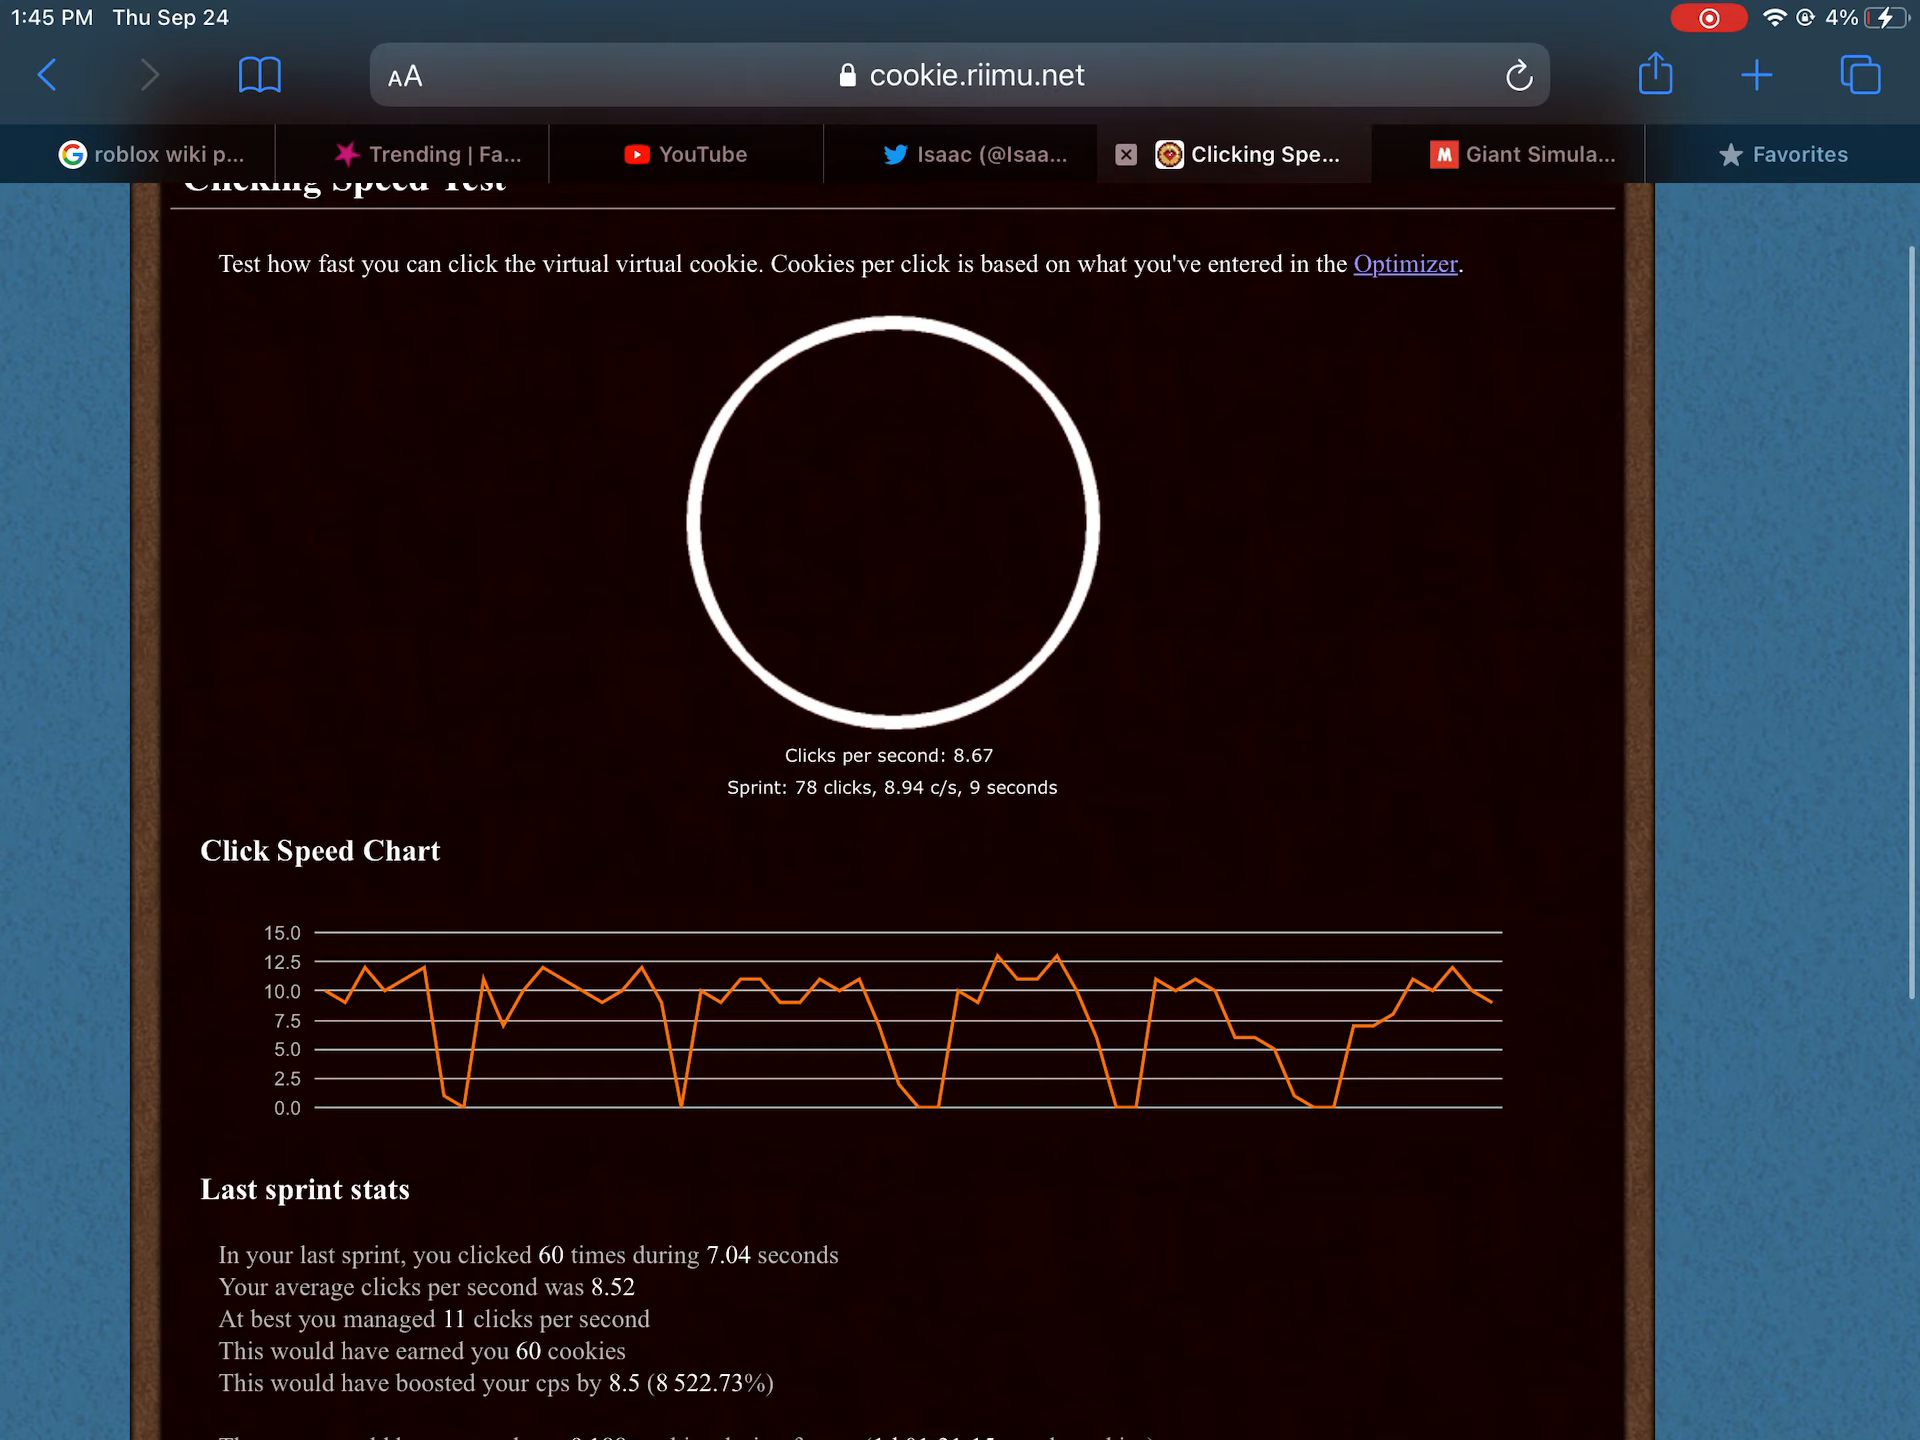 1:45 PM Thu Sep 24
4%
AA cookie.riimu.net
roblox wiki p... Trending | Fa... YouTube Isaac (@Isaa... Clicking Spe... Giant Simula... Favorites
Clicking Speed Test
Test how fast you can click the virtual virtual cookie. Cookies per click is based on what you've entered in the Optimizer.
Clicks per second: 8.67
Sprint: 78 clicks, 8.94 c/s, 9 seconds
Click Speed Chart
15.0
12.5
10.0
7.5
5.0
2.5
0.0
Last sprint stats
In your last sprint, you clicked 60 times during 7.04 seconds
Your average clicks per second was 8.52
At best you managed 11 clicks per second
This would have earned you 60 cookies
This would have boosted your cps by 8.5 (8 522.73%)